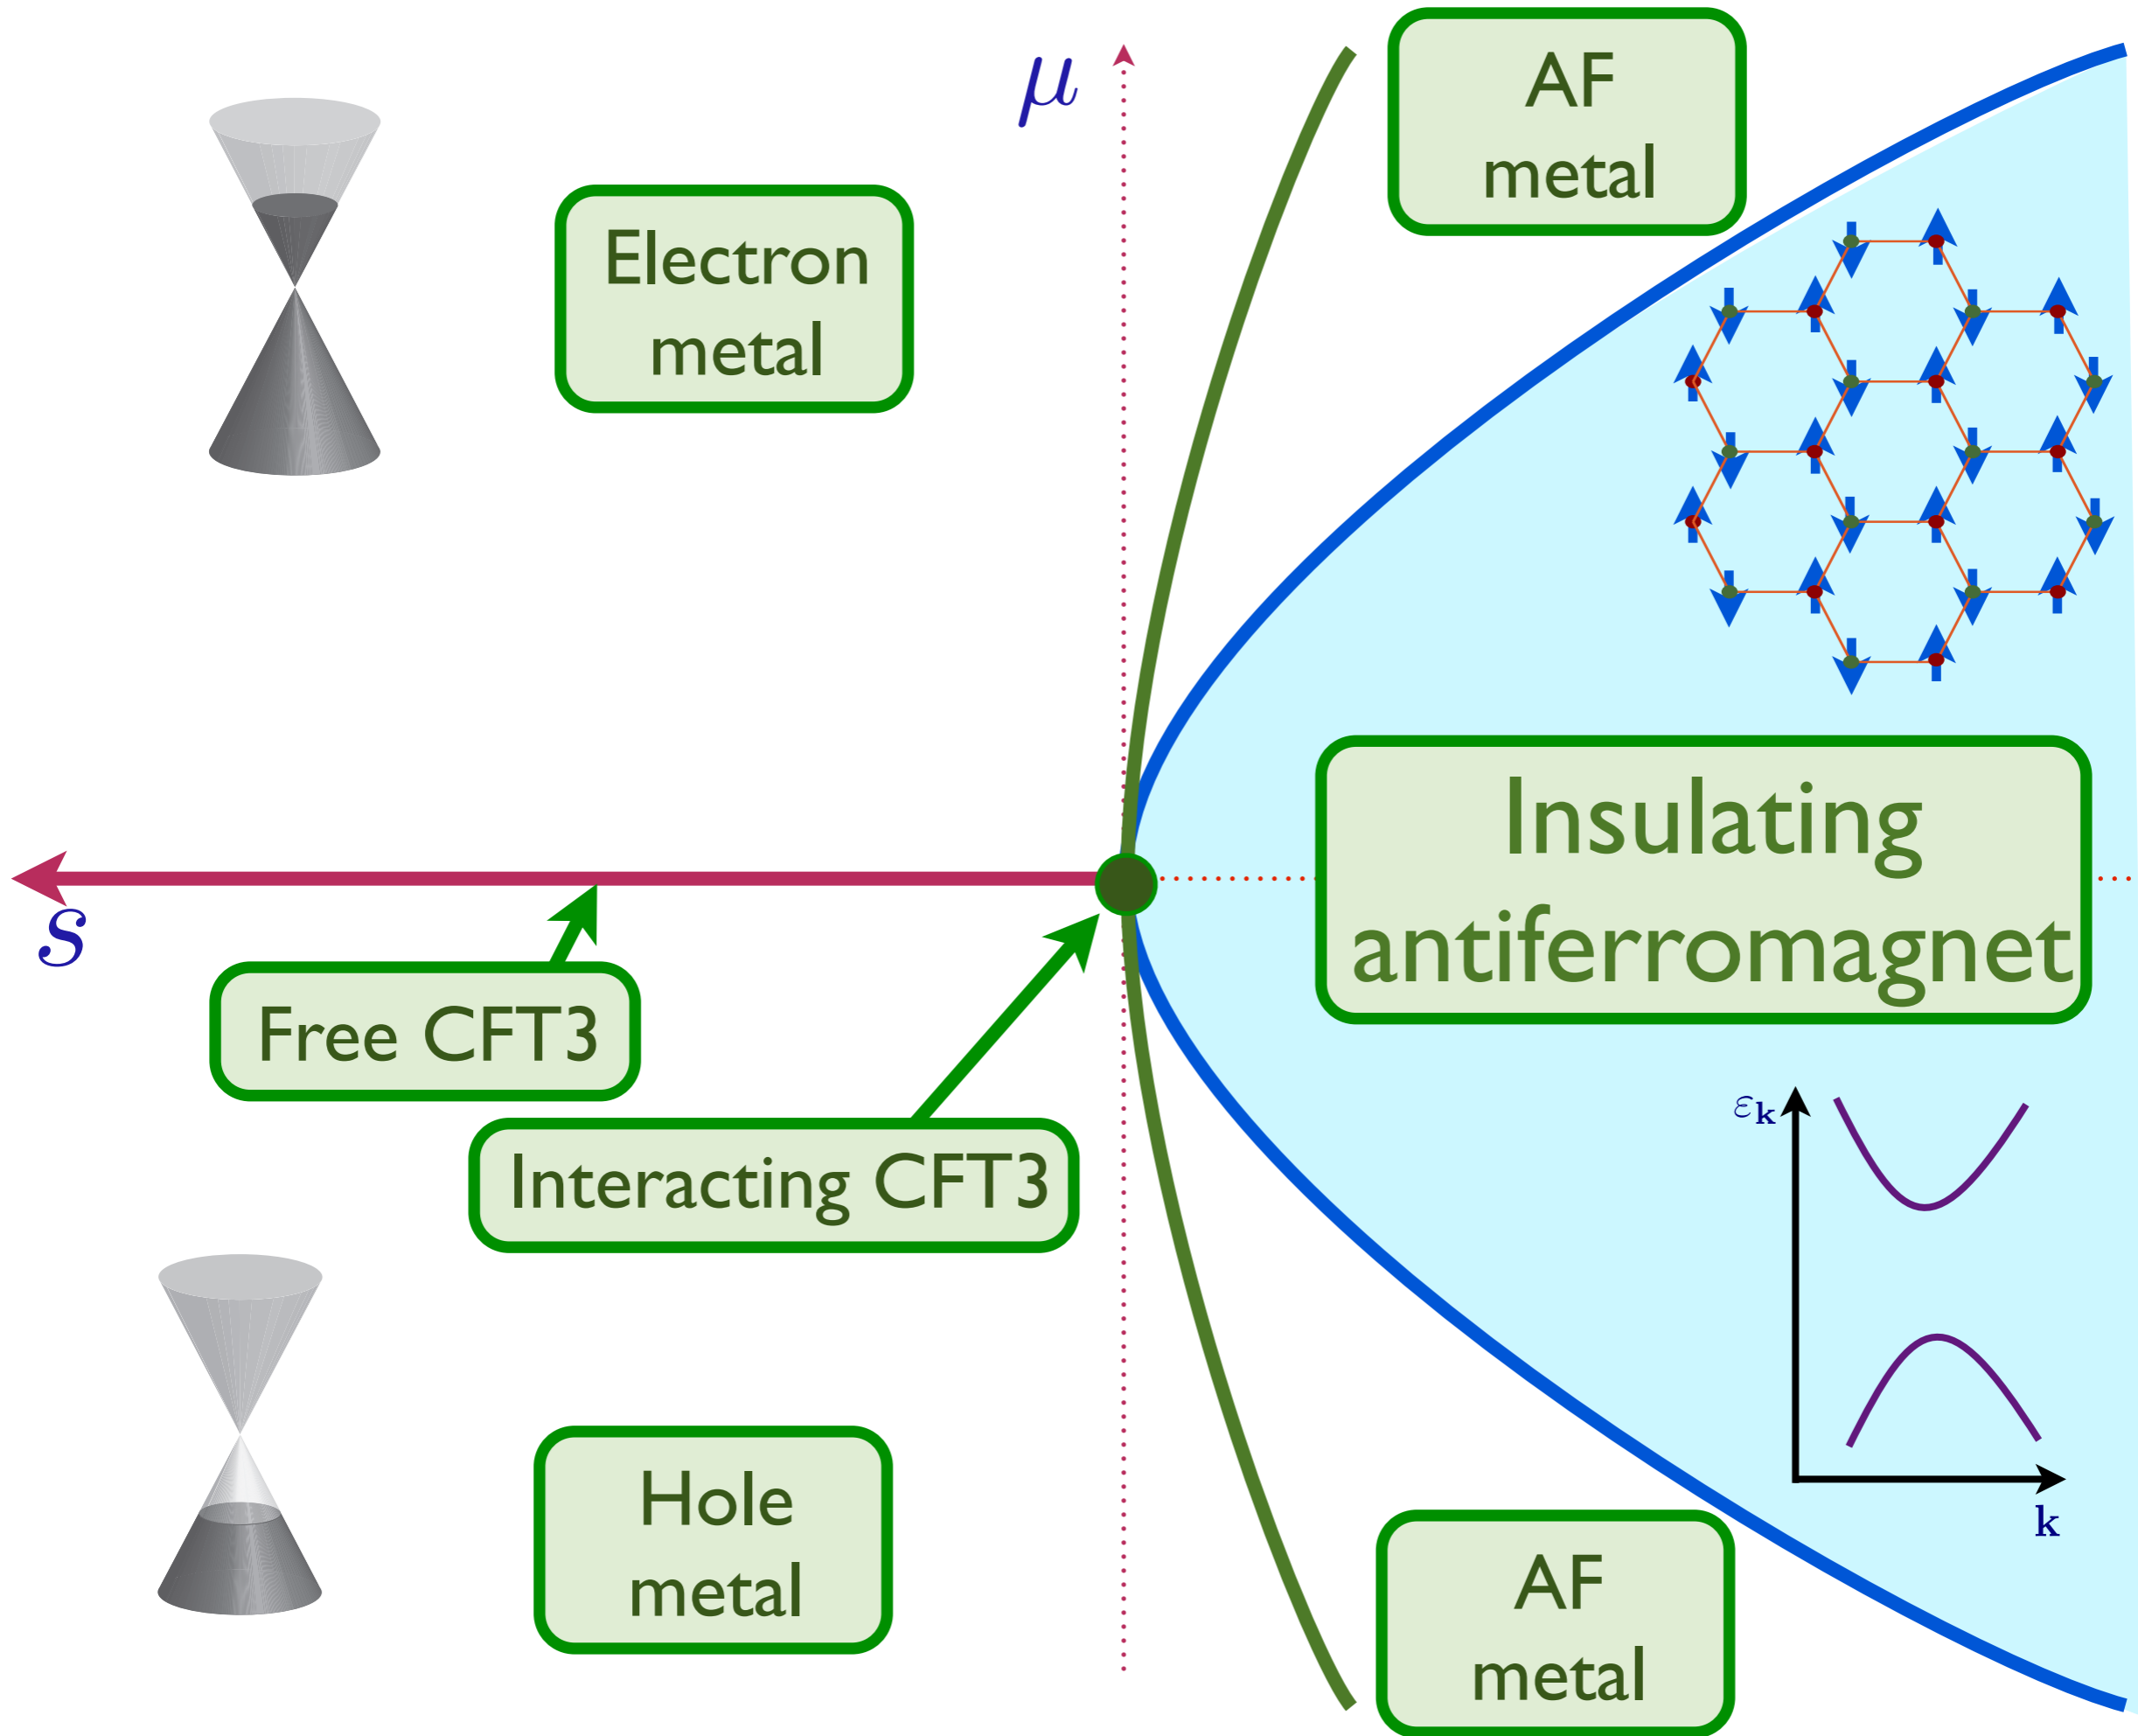 μ
AF
metal
Electron
metal
Insulating
antiferromagnet
s
Free CFT3
Interacting CFT3
εk
k
Hole
metal
AF
metal